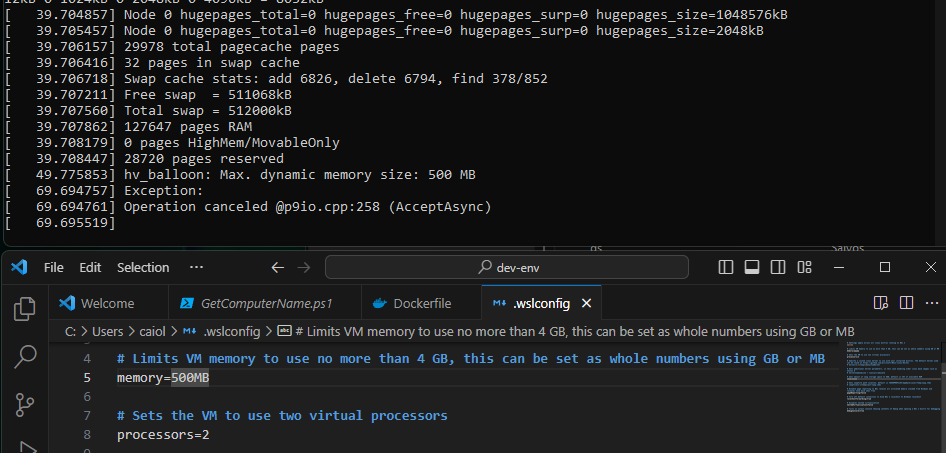 [   39.704857] Node 0 hugepages_total=0 hugepages_free=0 hugepages_surp=0 hugepages_size=1048576kB
[   39.705457] Node 0 hugepages_total=0 hugepages_free=0 hugepages_surp=0 hugepages_size=2048kB
[   39.706157] 29978 total pagecache pages
[   39.706416] 32 pages in swap cache
[   39.706718] Swap cache stats: add 6826, delete 6794, find 378/852
[   39.707211] Free swap  = 511068kB
[   39.707560] Total swap = 512000kB
[   39.707862] 127647 pages RAM
[   39.708179] 0 pages HighMem/MovableOnly
[   39.708447] 28720 pages reserved
[   49.775853] hv_balloon: Max. dynamic memory size: 500 MB
[   69.694757] Exception:
[   69.694761] Operation canceled @p9io.cpp:258 (AcceptAsync)
[   69.695519]
File Edit Selection ··· dev-env
Welcome GetComputerName.ps1 Dockerfile .wslconfig
C: > Users > caiol > .wslconfig > abc # Limits VM memory to use no more than 4 GB, this can be set as whole numbers using GB or MB
4 # Limits VM memory to use no more than 4 GB, this can be set as whole numbers using GB or MB
5 memory=500MB
6
7 # Sets the VM to use two virtual processors
8 processors=2